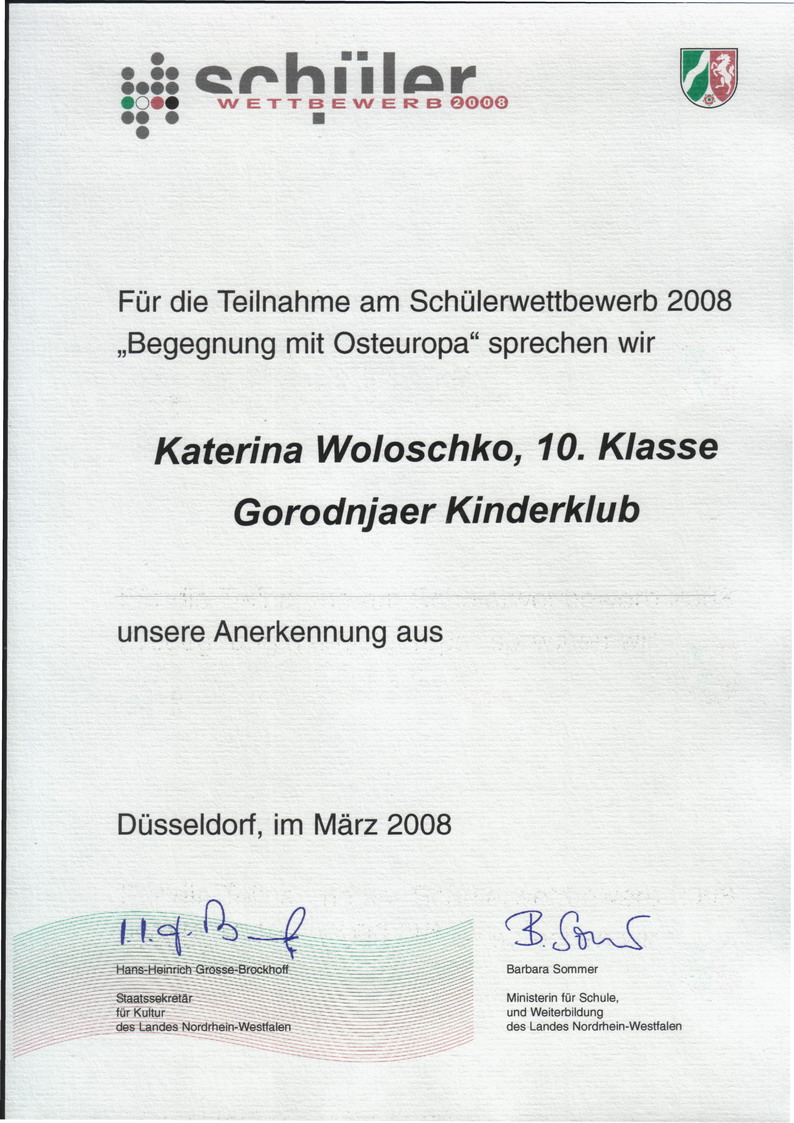 schüler
WETTBEWERB 2008
Für die Teilnahme am Schülerwettbewerb 2008
„Begegnung mit Osteuropa“ sprechen wir
Katerina Woloschko, 10. Klasse
Gorodnjaer Kinderklub
unsere Anerkennung aus
Düsseldorf, im März 2008
Hans-Heinrich Grosse-Brockhoff
Staatssekretär
für Kultur
des Landes Nordrhein-Westfalen
B. Sommer
Barbara Sommer
Ministerin für Schule,
und Weiterbildung
des Landes Nordrhein-Westfalen